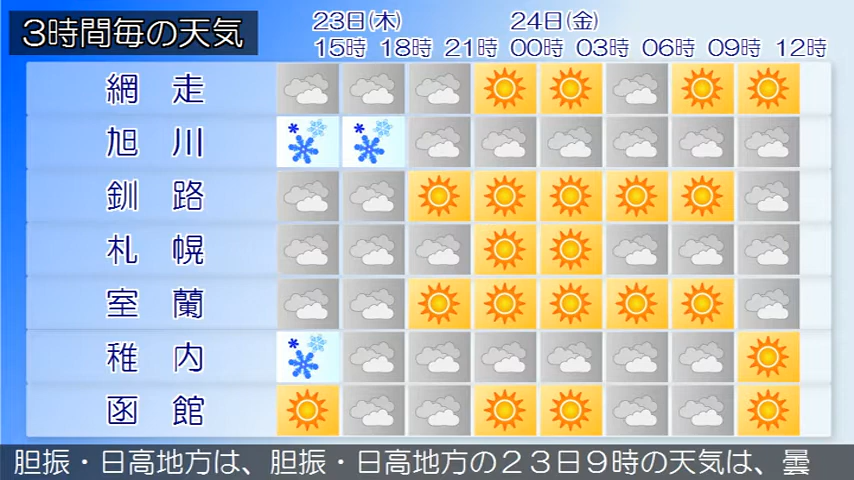 3時間毎の天気
23日(木) 24日(金)
15時 18時 21時 00時 03時 06時 09時 12時
網走
旭川
釧路
札幌
室蘭
稚内
函館
胆振・日高地方は、胆振・日高地方の２３日９時の天気は、曇